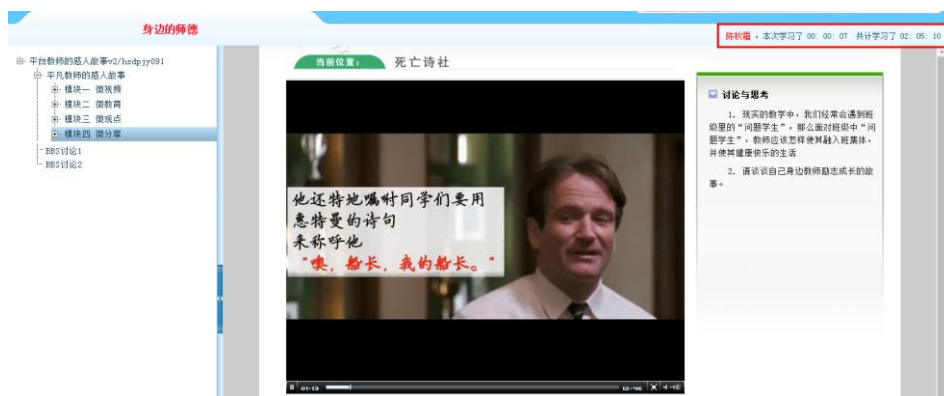 身边的师德
陈秋霜 ，本次学习了 00: 00: 07 共计学习了 02: 05: 10
平台教师的感人故事v2/hsdpjy091
平凡教师的感人故事
模块一 微视频
模块二 微教育
模块三 微观点
模块四 微分享
BBS讨论1
BBS讨论2
当前位置： 死亡诗社
他还特地嘱咐同学们要用
惠特曼的诗句
来称呼他
“噢，船长，我的船长。”
01:13
12:46
讨论与思考
1. 现实的教学中，我们经常会遇到班
级里的“问题学生”，那么面对班级中“问
题学生”，教师应该怎样使其融入班集体，
并使其健康快乐的生活
2. 请谈谈自己身边教师励志成长的故
事。